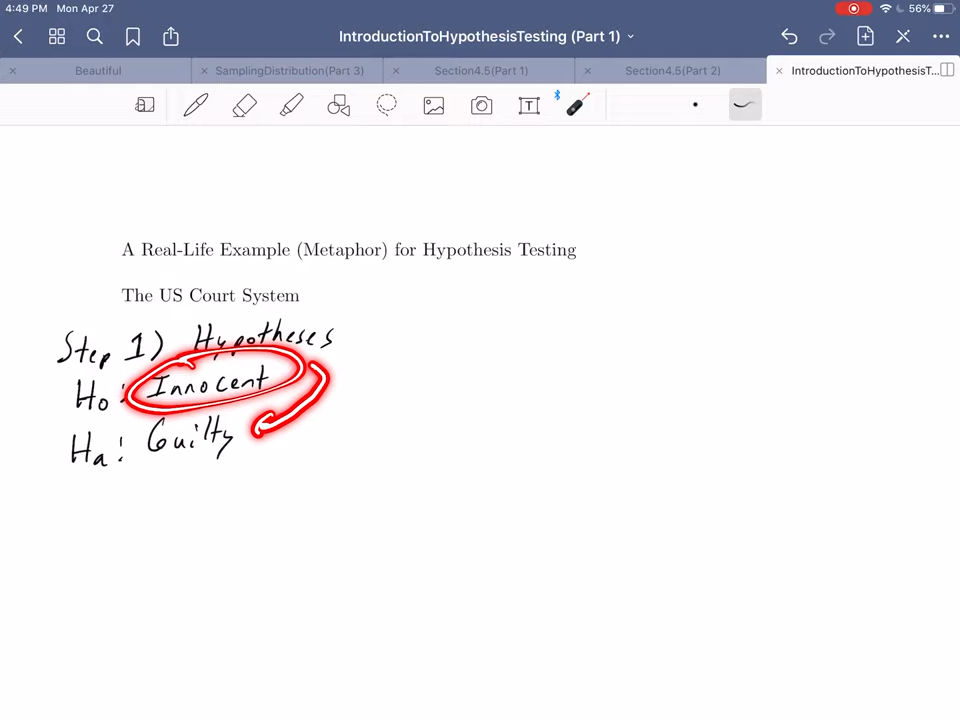 4:49 PM Mon Apr 27
56%
IntroductionToHypothesisTesting (Part 1)
Beautiful
SamplingDistribution(Part 3)
Section4.5(Part 1)
Section4.5(Part 2)
IntroductionToHypothesisT...
T
A Real-Life Example (Metaphor) for Hypothesis Testing
The US Court System
Step 1) Hypotheses
Ho: Innocent
Ha: Guilty